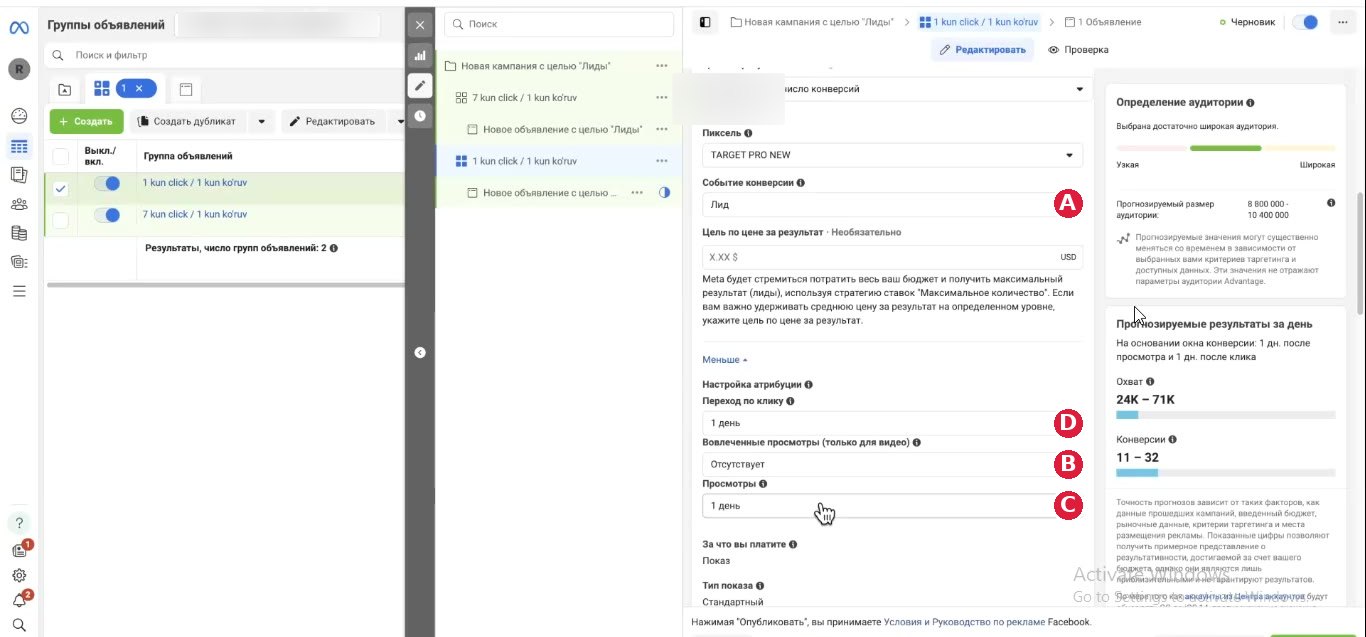 Группы объявлений
Поиск и фильтр
R
1 ×
+ Создать
Создать дубликат
Редактировать
Выкл./
вкл.
Группа объявлений
1 kun click / 1 kun ko'ruv
7 kun click / 1 kun ko'ruv
Результаты, число групп объявлений: 2
?
1
2
Поиск
Новая кампания с целью "Лиды"
7 kun click / 1 kun ko'ruv
Новое объявление с целью "Лиды"
1 kun click / 1 kun ko'ruv
Новое объявление с целью ...
Новая кампания с целью "Лиды"
1 kun click / 1 kun ko'ruv
1 Объявление
Черновик
Редактировать
Проверка
число конверсий
Пиксель
TARGET PRO NEW
Событие конверсии
Лид
A
Цель по цене за результат · Необязательно
X.XX $
USD
Meta будет стремиться потратить весь ваш бюджет и получить максимальный
результат (лиды), используя стратегию ставок "Максимальное количество". Если
вам важно удерживать среднюю цену за результат на определенном уровне,
укажите цель по цене за результат.
Меньше
Настройка атрибуции
Переход по клику
1 день
D
Вовлеченные просмотры (только для видео)
Отсутствует
B
Просмотры
1 день
C
За что вы платите
Показ
Тип показа
Стандартный
Нажимая "Опубликовать", вы принимаете Условия и Руководство по рекламе Facebook.
Определение аудитории
Выбрана достаточно широкая аудитория.
Узкая
Широкая
Прогнозируемый размер
аудитории:
8 800 000 -
10 400 000
Прогнозируемые значения могут существенно
меняться со временем в зависимости от
выбранных вами критериев таргетинга и
доступных данных. Эти значения не отражают
параметры аудитории Advantage.
Прогнозируемые результаты за день
На основании окна конверсии: 1 дн. после
просмотра и 1 дн. после клика
Охват
24K – 71K
Конверсии
11 – 32
Точность прогнозов зависит от таких факторов, как
данные прошедших кампаний, введенный бюджет,
рыночные данные, критерии таргетинга и места
размещения рекламы. Показанные цифры позволяют
получить примерное представление о
результативности, достигаемой за счет вашего
бюджета, однако они являются лишь
приблизительными и не гарантируют результатов.
Activate Windows
Go to Settings to activate Windows.